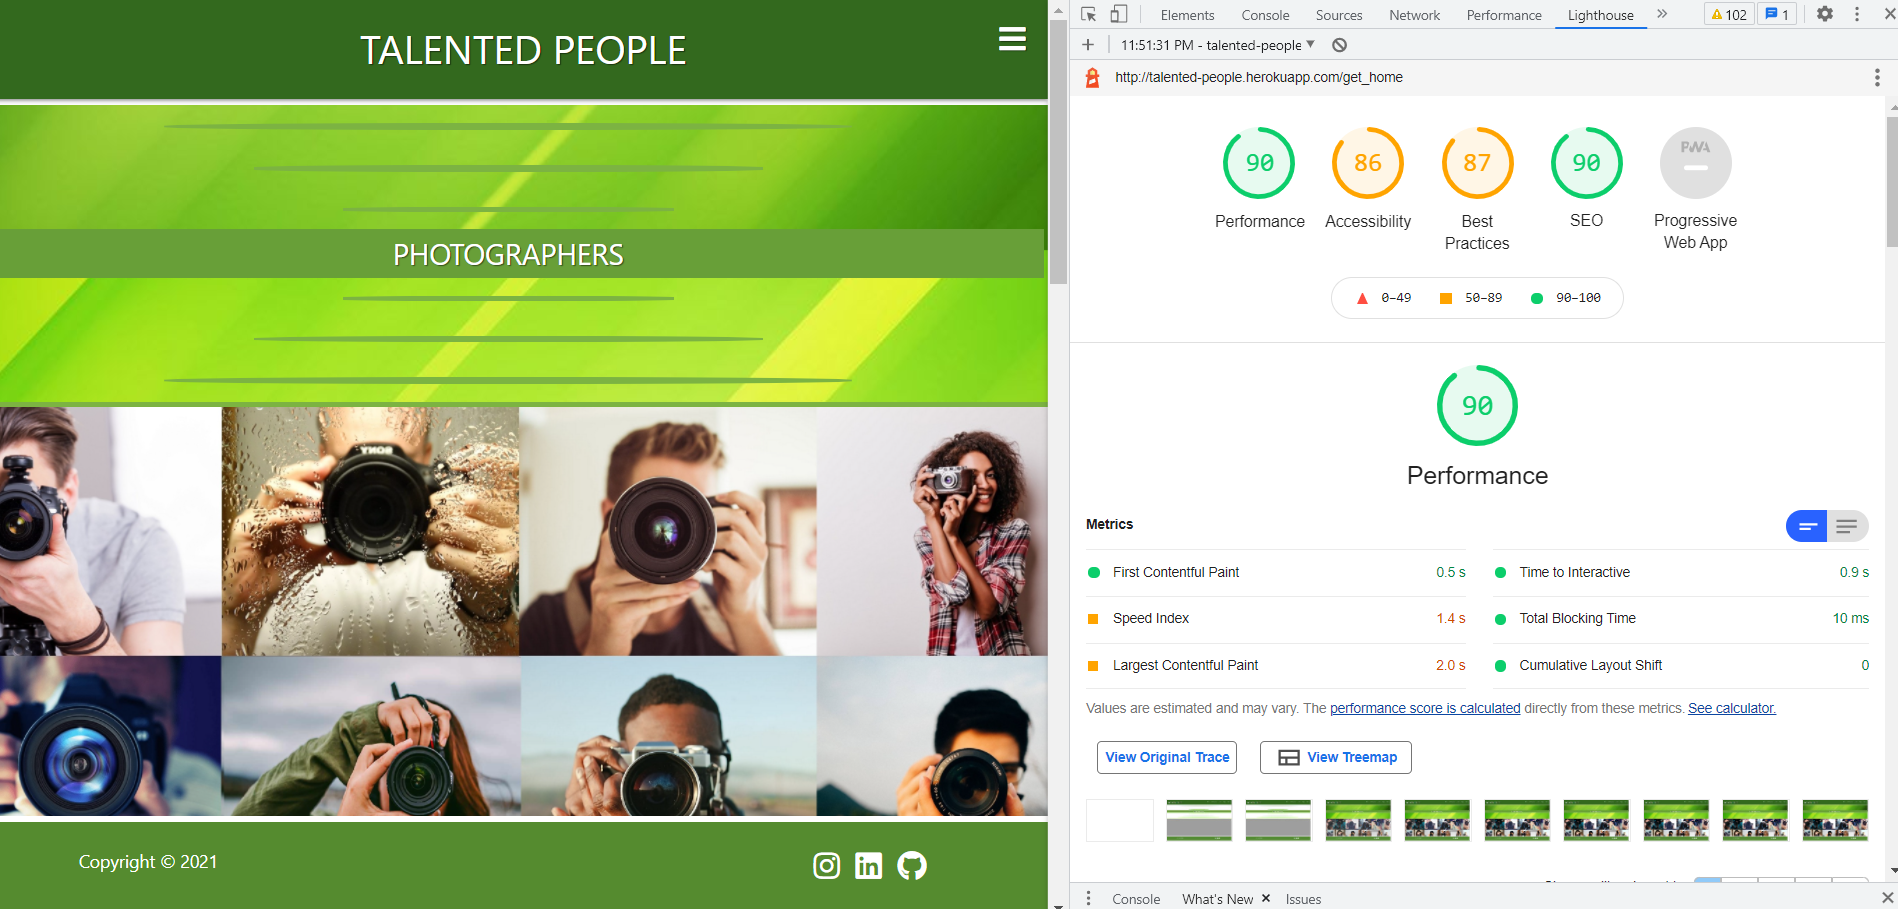 TALENTED PEOPLE
PHOTOGRAPHERS
SONY
Copyright © 2021
Elements Console Sources Network Performance Lighthouse » 102 1
+ 11:51:31 PM - talented-people
http://talented-people.herokuapp.com/get_home
90 86 87 90 PWA
Performance Accessibility Best Practices SEO Progressive Web App
0–49 50–89 90–100
90
Performance
Metrics
First Contentful Paint 0.5 s Time to Interactive 0.9 s
Speed Index 1.4 s Total Blocking Time 10 ms
Largest Contentful Paint 2.0 s Cumulative Layout Shift 0
Values are estimated and may vary. The performance score is calculated directly from these metrics. See calculator.
View Original Trace View Treemap
Console What's New × Issues